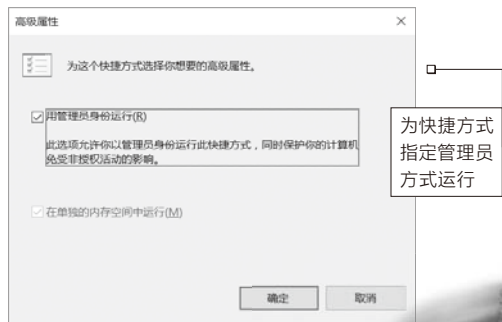 高级属性
为这个快捷方式选择你想要的高级属性。
用管理员身份运行(R)
此选项允许你以管理员身份运行此快捷方式，同时保护你的计算机
免受非授权活动的影响。
在单独的内存空间中运行(M)
确定
取消
为快捷方式
指定管理员
方式运行